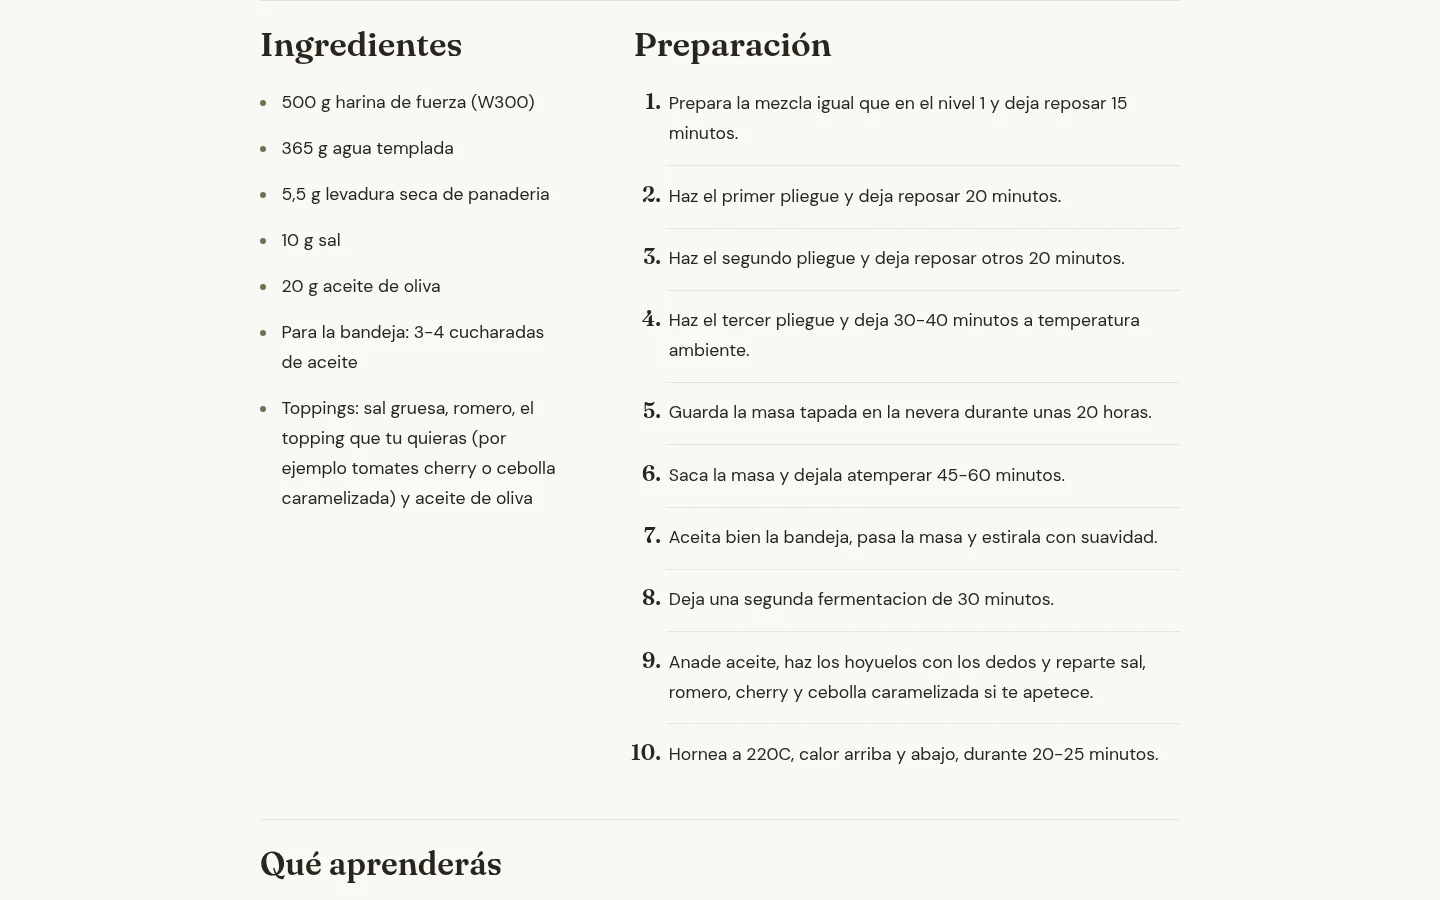 Ingredientes
500 g harina de fuerza (W300)
365 g agua templada
5,5 g levadura seca de panaderia
10 g sal
20 g aceite de oliva
Para la bandeja: 3-4 cucharadas
de aceite
Toppings: sal gruesa, romero, el
topping que tu quieras (por
ejemplo tomates cherry o cebolla
caramelizada) y aceite de oliva
Preparación
1. Prepara la mezcla igual que en el nivel 1 y deja reposar 15
minutos.
2. Haz el primer pliegue y deja reposar 20 minutos.
3. Haz el segundo pliegue y deja reposar otros 20 minutos.
4. Haz el tercer pliegue y deja 30-40 minutos a temperatura
ambiente.
5. Guarda la masa tapada en la nevera durante unas 20 horas.
6. Saca la masa y dejala atemperar 45-60 minutos.
7. Aceita bien la bandeja, pasa la masa y estirala con suavidad.
8. Deja una segunda fermentacion de 30 minutos.
9. Anade aceite, haz los hoyuelos con los dedos y reparte sal,
romero, cherry y cebolla caramelizada si te apetece.
10. Hornea a 220C, calor arriba y abajo, durante 20-25 minutos.
Qué aprenderás